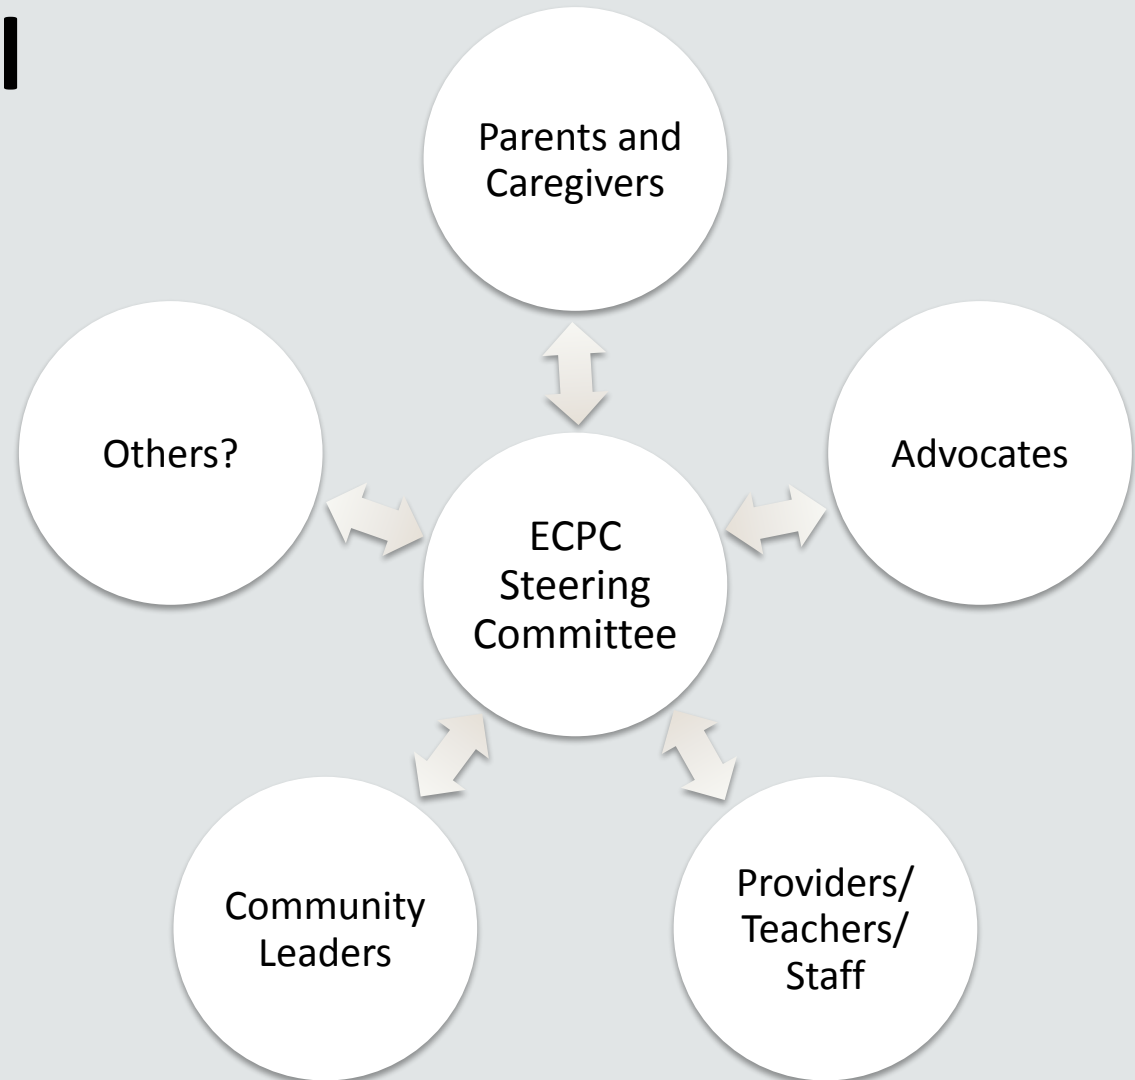 Parents and
Caregivers
Others?
Advocates
ECPC
Steering
Committee
Community
Leaders
Providers/
Teachers/
Staff